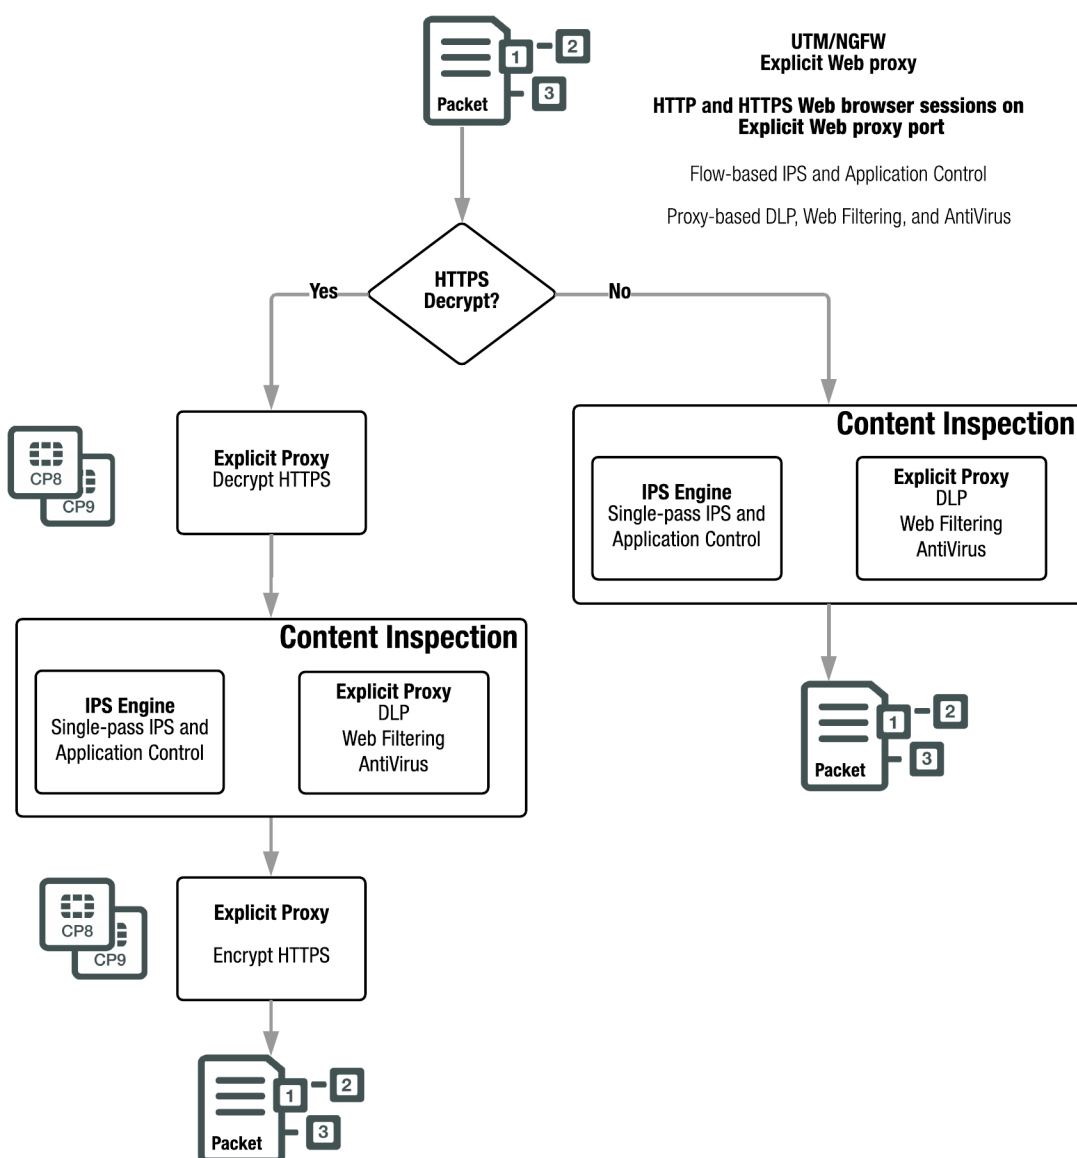 1
2
3
Packet
UTM/NGFW
Explicit Web proxy
HTTP and HTTPS Web browser sessions on
Explicit Web proxy port
Flow-based IPS and Application Control
Proxy-based DLP, Web Filtering, and AntiVirus
HTTPS
Decrypt?
Yes
No
Explicit Proxy
Decrypt HTTPS
CP8
CP9
Content Inspection
IPS Engine
Single-pass IPS and
Application Control
Explicit Proxy
DLP
Web Filtering
AntiVirus
Content Inspection
IPS Engine
Single-pass IPS and
Application Control
Explicit Proxy
DLP
Web Filtering
AntiVirus
1
2
3
Packet
CP8
CP9
Explicit Proxy
Encrypt HTTPS
1
2
3
Packet